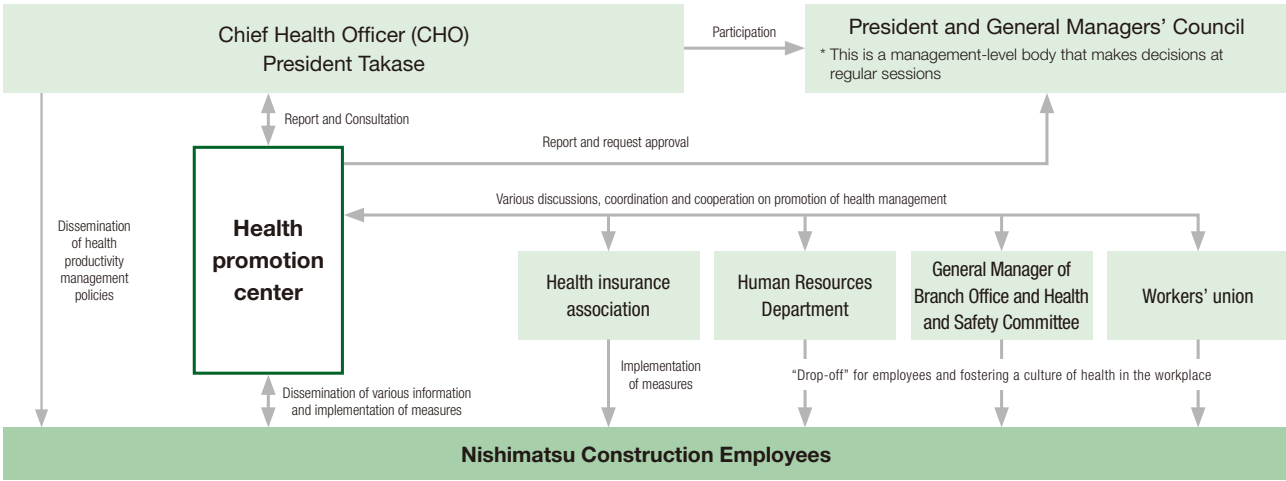 Chief Health Officer (CHO)
President Takase
Participation
President and General Managers’ Council
* This is a management-level body that makes decisions at
regular sessions
Report and Consultation
Report and request approval
Various discussions, coordination and cooperation on promotion of health management
Dissemination
of health
productivity
management
policies
Health
promotion
center
Health insurance
association
Human Resources
Department
General Manager of
Branch Office and Health
and Safety Committee
Workers’ union
Implementation
of measures
“Drop-off” for employees and fostering a culture of health in the workplace
Dissemination of various information
and implementation of measures
Nishimatsu Construction Employees